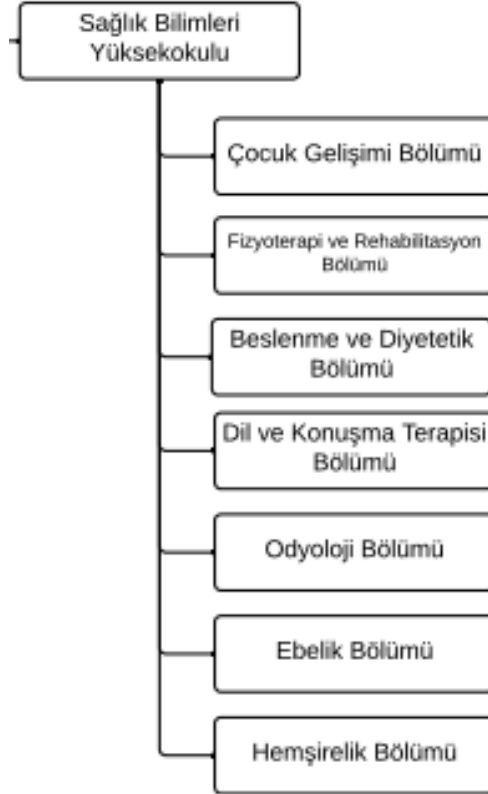 Sağlık Bilimleri
Yüksekokulu
Çocuk Gelişimi Bölümü
Fizyoterapi ve Rehabilitasyon
Bölümü
Beslenme ve Diyetetik
Bölümü
Dil ve Konuşma Terapisi
Bölümü
Odyoloji Bölümü
Ebelik Bölümü
Hemşirelik Bölümü